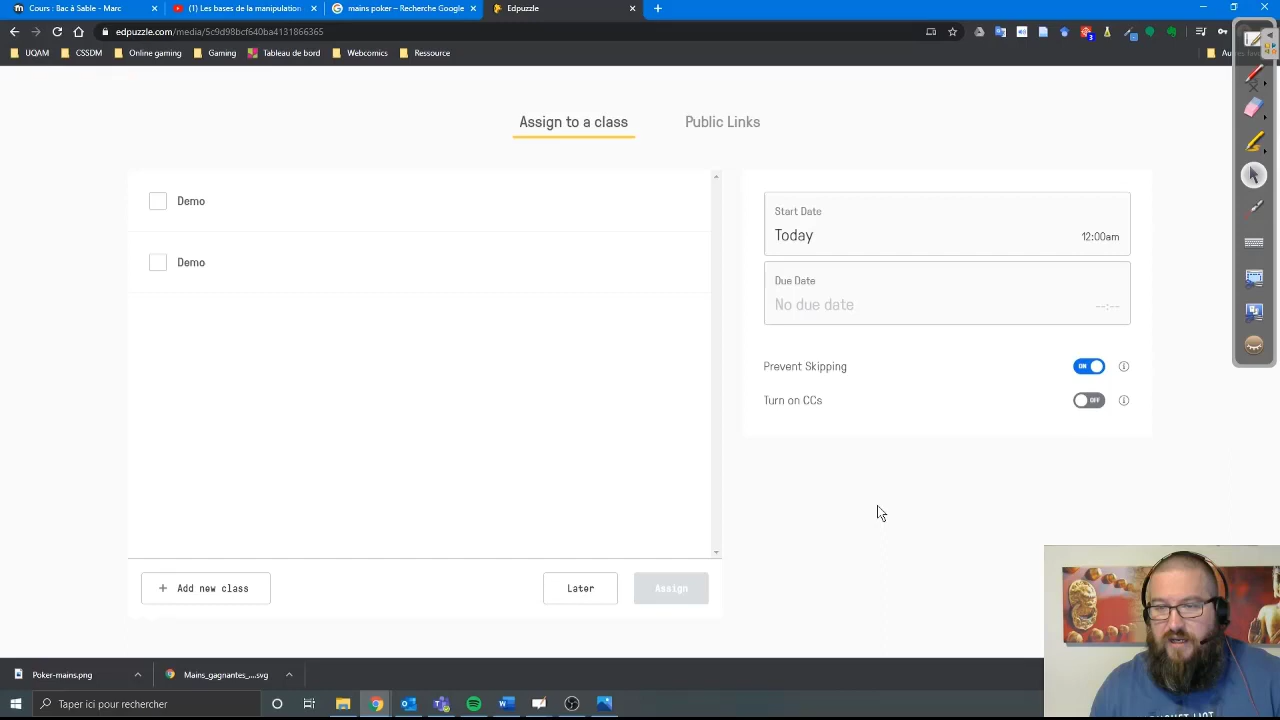 Cours : Bac à Sable - Marc
(1) Les bases de la manipulation
mains poker – Recherche Google
Edpuzzle
edpuzzle.com/media/5c9d98bcf640ba4131866365
UQAM
CSSDM
Online gaming
Gaming
Tableau de bord
Webcomics
Ressource
Assign to a class
Public Links
Demo
Demo
Start Date
Today
12:00am
Due Date
No due date
--:--
Prevent Skipping
ON
Turn on CCs
OFF
+ Add new class
Later
Assign
Poker-mains.png
Mains_gagnantes_....svg
Taper ici pour rechercher